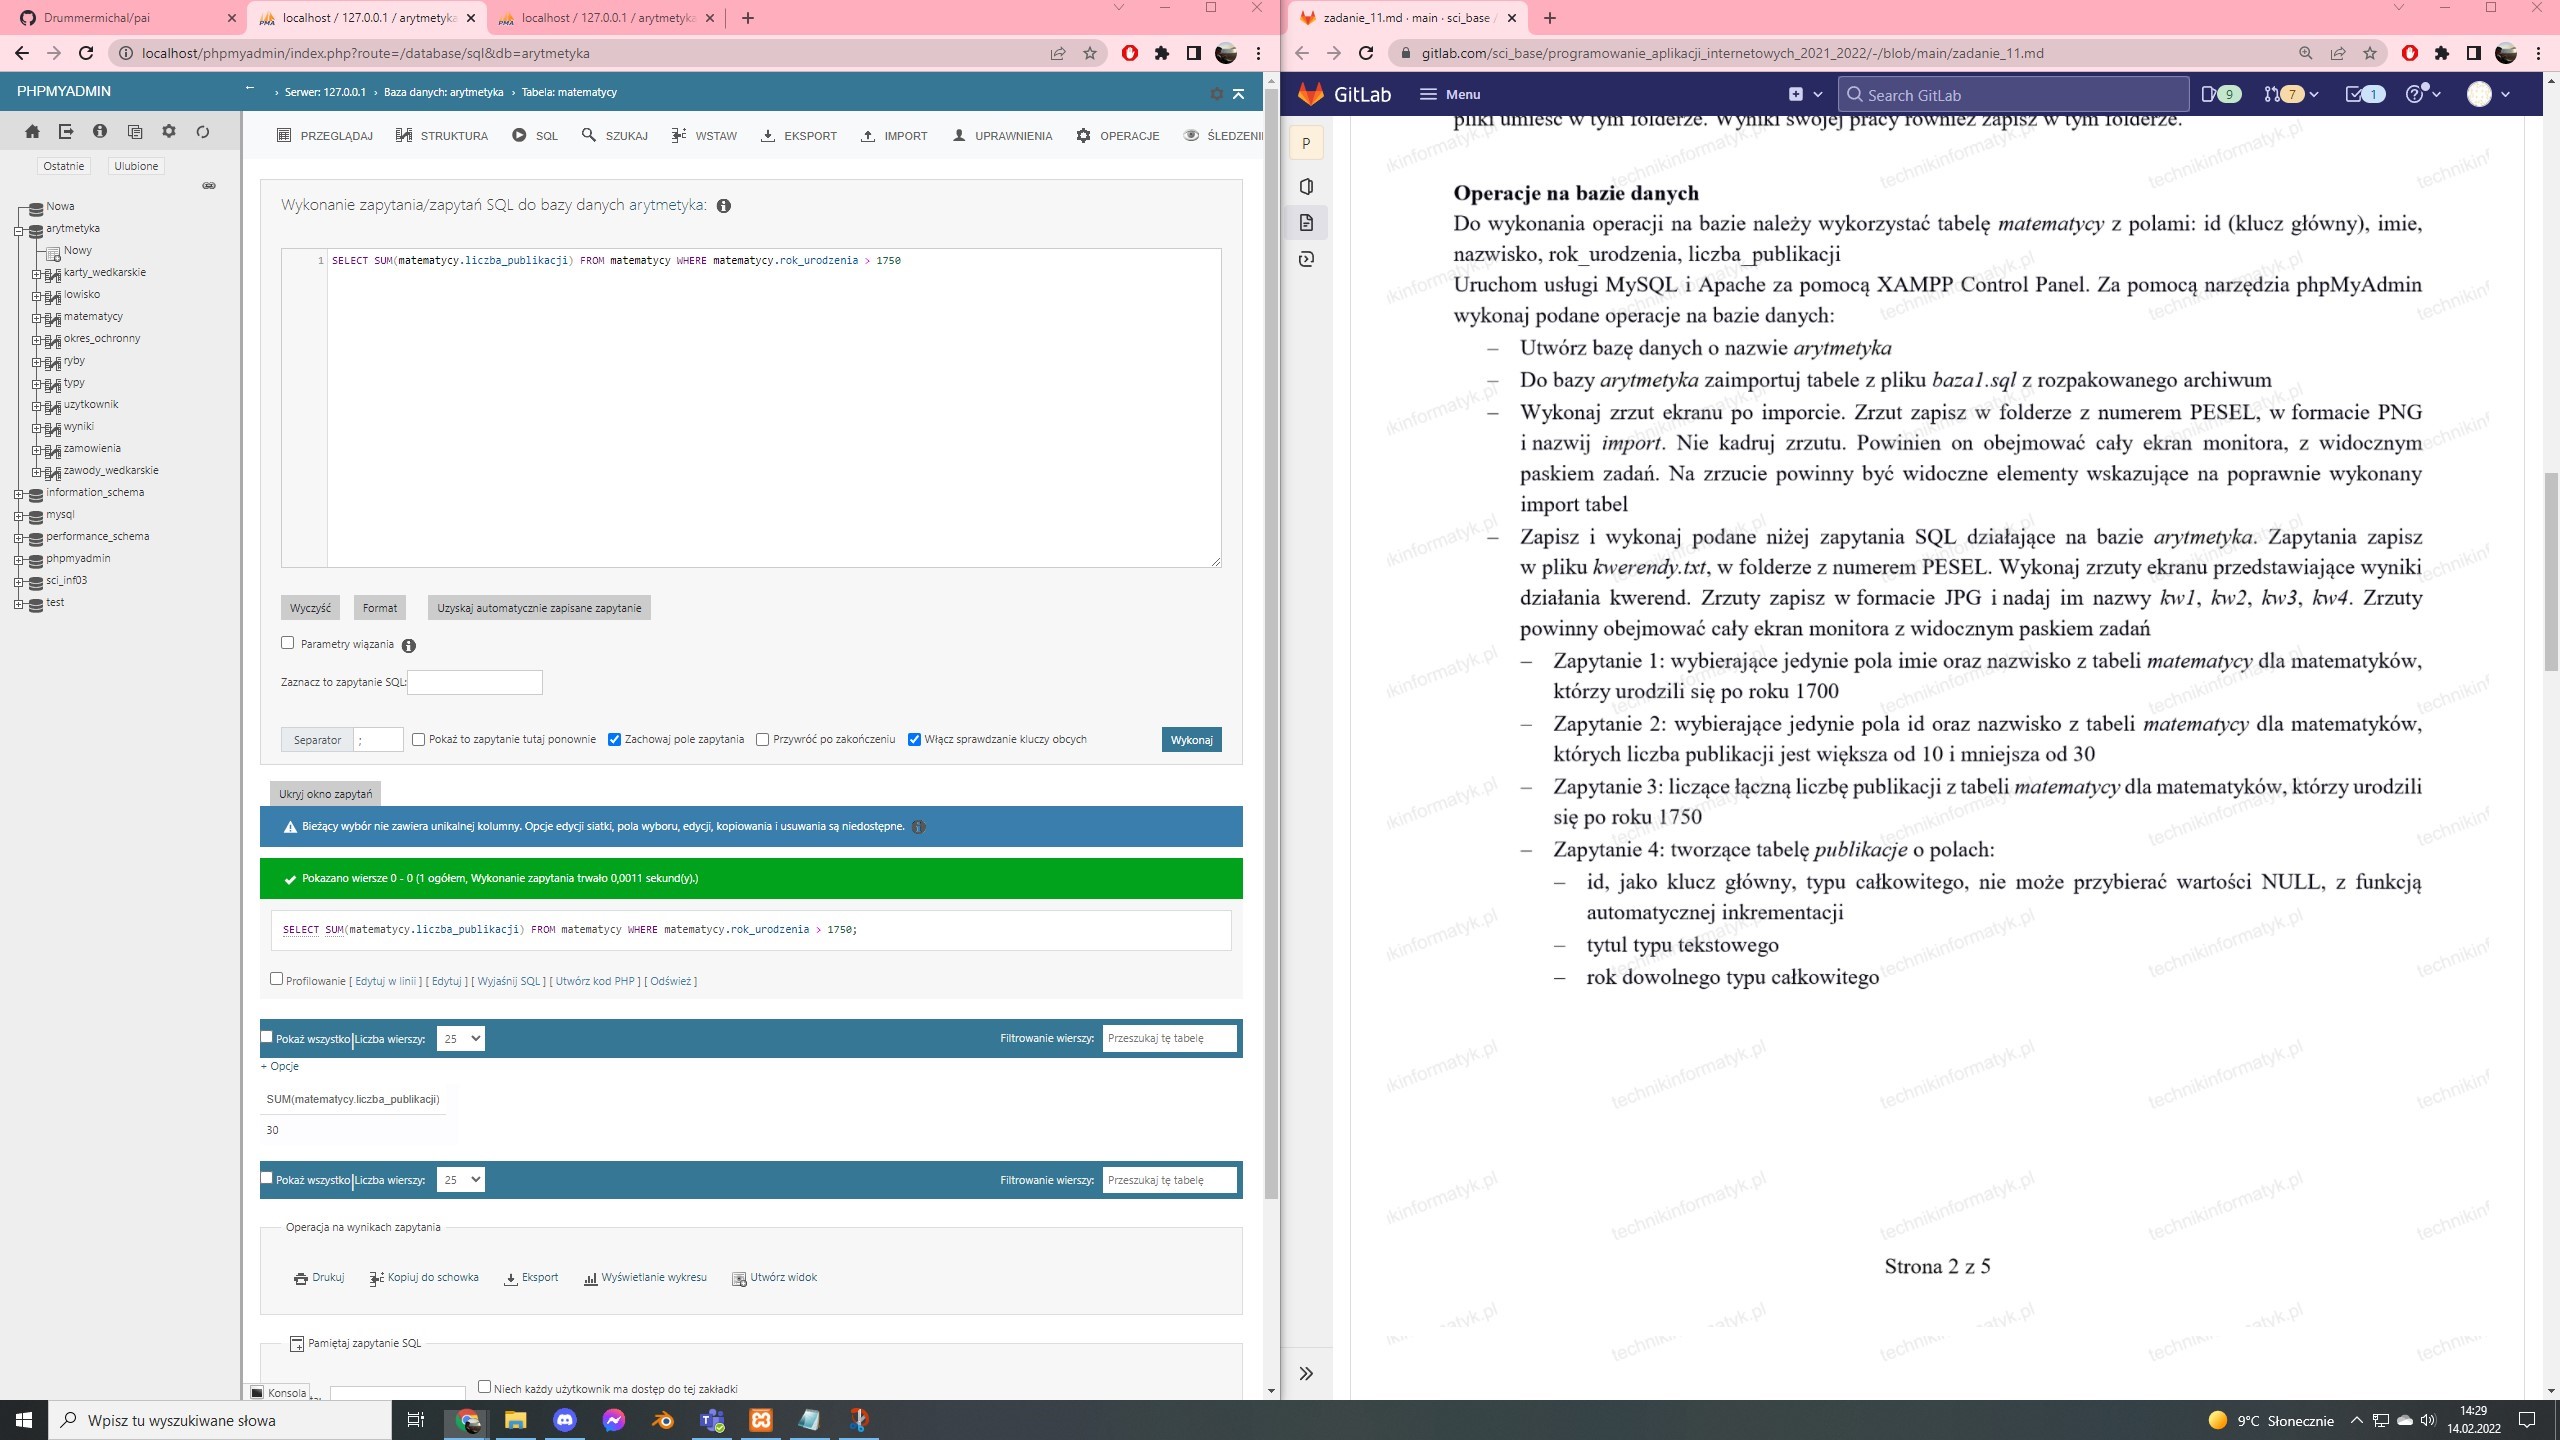 Drummermichal/pai
localhost / 127.0.0.1 / arytmetyka
localhost / 127.0.0.1 / arytmetyka
localhost/phpmyadmin/index.php?route=/database/sql&db=arytmetyka
PHPMYADMIN
Ostatnie
Ulubione
Nowa
arytmetyka
Nowy
karty_wedkarskie
lowisko
matematycy
okres_ochronny
ryby
typy
uzytkownik
wyniki
zamowienia
zawody_wedkarskie
information_schema
mysql
performance_schema
phpmyadmin
sci_inf03
test
Serwer: 127.0.0.1 › Baza danych: arytmetyka › Tabela: matematycy
PRZEGLĄDAJ
STRUKTURA
SQL
SZUKAJ
WSTAW
EKSPORT
IMPORT
UPRAWNIENIA
OPERACJE
Wykonanie zapytania/zapytań SQL do bazy danych arytmetyka:
1 SELECT SUM(matematycy.liczba_publikacji) FROM matematycy WHERE matematycy.rok_urodzenia > 1750
Wyczyść
Format
Uzyskaj automatycznie zapisane zapytanie
Parametry wiązania
Zaznacz to zapytanie SQL:
Separator ; Pokaż to zapytanie tutaj ponownie Zachowaj pole zapytania Przywróć po zakończeniu Włącz sprawdzanie kluczy obcych Wykonaj
Ukryj okno zapytań
Bieżący wybór nie zawiera unikalnej kolumny. Opcje edycji siatki, pola wyboru, edycji, kopiowania i usuwania są niedostępne.
Pokazano wiersze 0 - 0 (1 ogółem, Wykonanie zapytania trwało 0,0011 sekund(y).)
SELECT SUM(matematycy.liczba_publikacji) FROM matematycy WHERE matematycy.rok_urodzenia > 1750;
Profilowanie [ Edytuj w linii ] [ Edytuj ] [ Wyjaśnij SQL ] [ Utwórz kod PHP ] [ Odśwież ]
Pokaż wszystko | Liczba wierszy: 25 Filtrowanie wierszy: Przeszukaj tę tabelę
+ Opcje
SUM(matematycy.liczba_publikacji)
30
Pokaż wszystko | Liczba wierszy: 25 Filtrowanie wierszy: Przeszukaj tę tabelę
Operacja na wynikach zapytania
Drukuj
Kopiuj do schowka
Eksport
Wyświetlanie wykresu
Utwórz widok
Pamiętaj zapytanie SQL
Niech każdy użytkownik ma dostęp do tej zakładki
Konsola
zadanie_11.md · main · sci_base
gitlab.com/sci_base/programowanie_aplikacji_internetowych_2021_2022/-/blob/main/zadanie_11.md
GitLab
Menu
Search GitLab
9
7
1
P
pliki umieść w tym folderze. Wyniki swojej pracy również zapisz w tym folderze.
Operacje na bazie danych
Do wykonania operacji na bazie należy wykorzystać tabelę matematycy z polami: id (klucz główny), imie,
nazwisko, rok_urodzenia, liczba_publikacji
Uruchom usługi MySQL i Apache za pomocą XAMPP Control Panel. Za pomocą narzędzia phpMyAdmin
wykonaj podane operacje na bazie danych:
– Utwórz bazę danych o nazwie arytmetyka
– Do bazy arytmetyka zaimportuj tabele z pliku baza1.sql z rozpakowanego archiwum
– Wykonaj zrzut ekranu po imporcie. Zrzut zapisz w folderze z numerem PESEL, w formacie PNG
i nazwij import. Nie kadruj zrzutu. Powinien on obejmować cały ekran monitora, z widocznym
paskiem zadań. Na zrzucie powinny być widoczne elementy wskazujące na poprawnie wykonany
import tabel
– Zapisz i wykonaj podane niżej zapytania SQL działające na bazie arytmetyka. Zapytania zapisz
w pliku kwerendy.txt, w folderze z numerem PESEL. Wykonaj zrzuty ekranu przedstawiające wyniki
działania kwerend. Zrzuty zapisz w formacie JPG i nadaj im nazwy kw1, kw2, kw3, kw4. Zrzuty
powinny obejmować cały ekran monitora z widocznym paskiem zadań
– Zapytanie 1: wybierające jedynie pola imie oraz nazwisko z tabeli matematycy dla matematyków,
którzy urodzili się po roku 1700
– Zapytanie 2: wybierające jedynie pola id oraz nazwisko z tabeli matematycy dla matematyków,
których liczba publikacji jest większa od 10 i mniejsza od 30
– Zapytanie 3: liczące łączną liczbę publikacji z tabeli matematycy dla matematyków, którzy urodzili
się po roku 1750
– Zapytanie 4: tworzące tabelę publikacje o polach:
– id, jako klucz główny, typu całkowitego, nie może przybierać wartości NULL, z funkcją
automatycznej inkrementacji
– tytul typu tekstowego
– rok dowolnego typu całkowitego
technikinformatyk.pl
Strona 2 z 5
Wpisz tu wyszukiwane słowa
9°C Słonecznie
14:29
14.02.2022